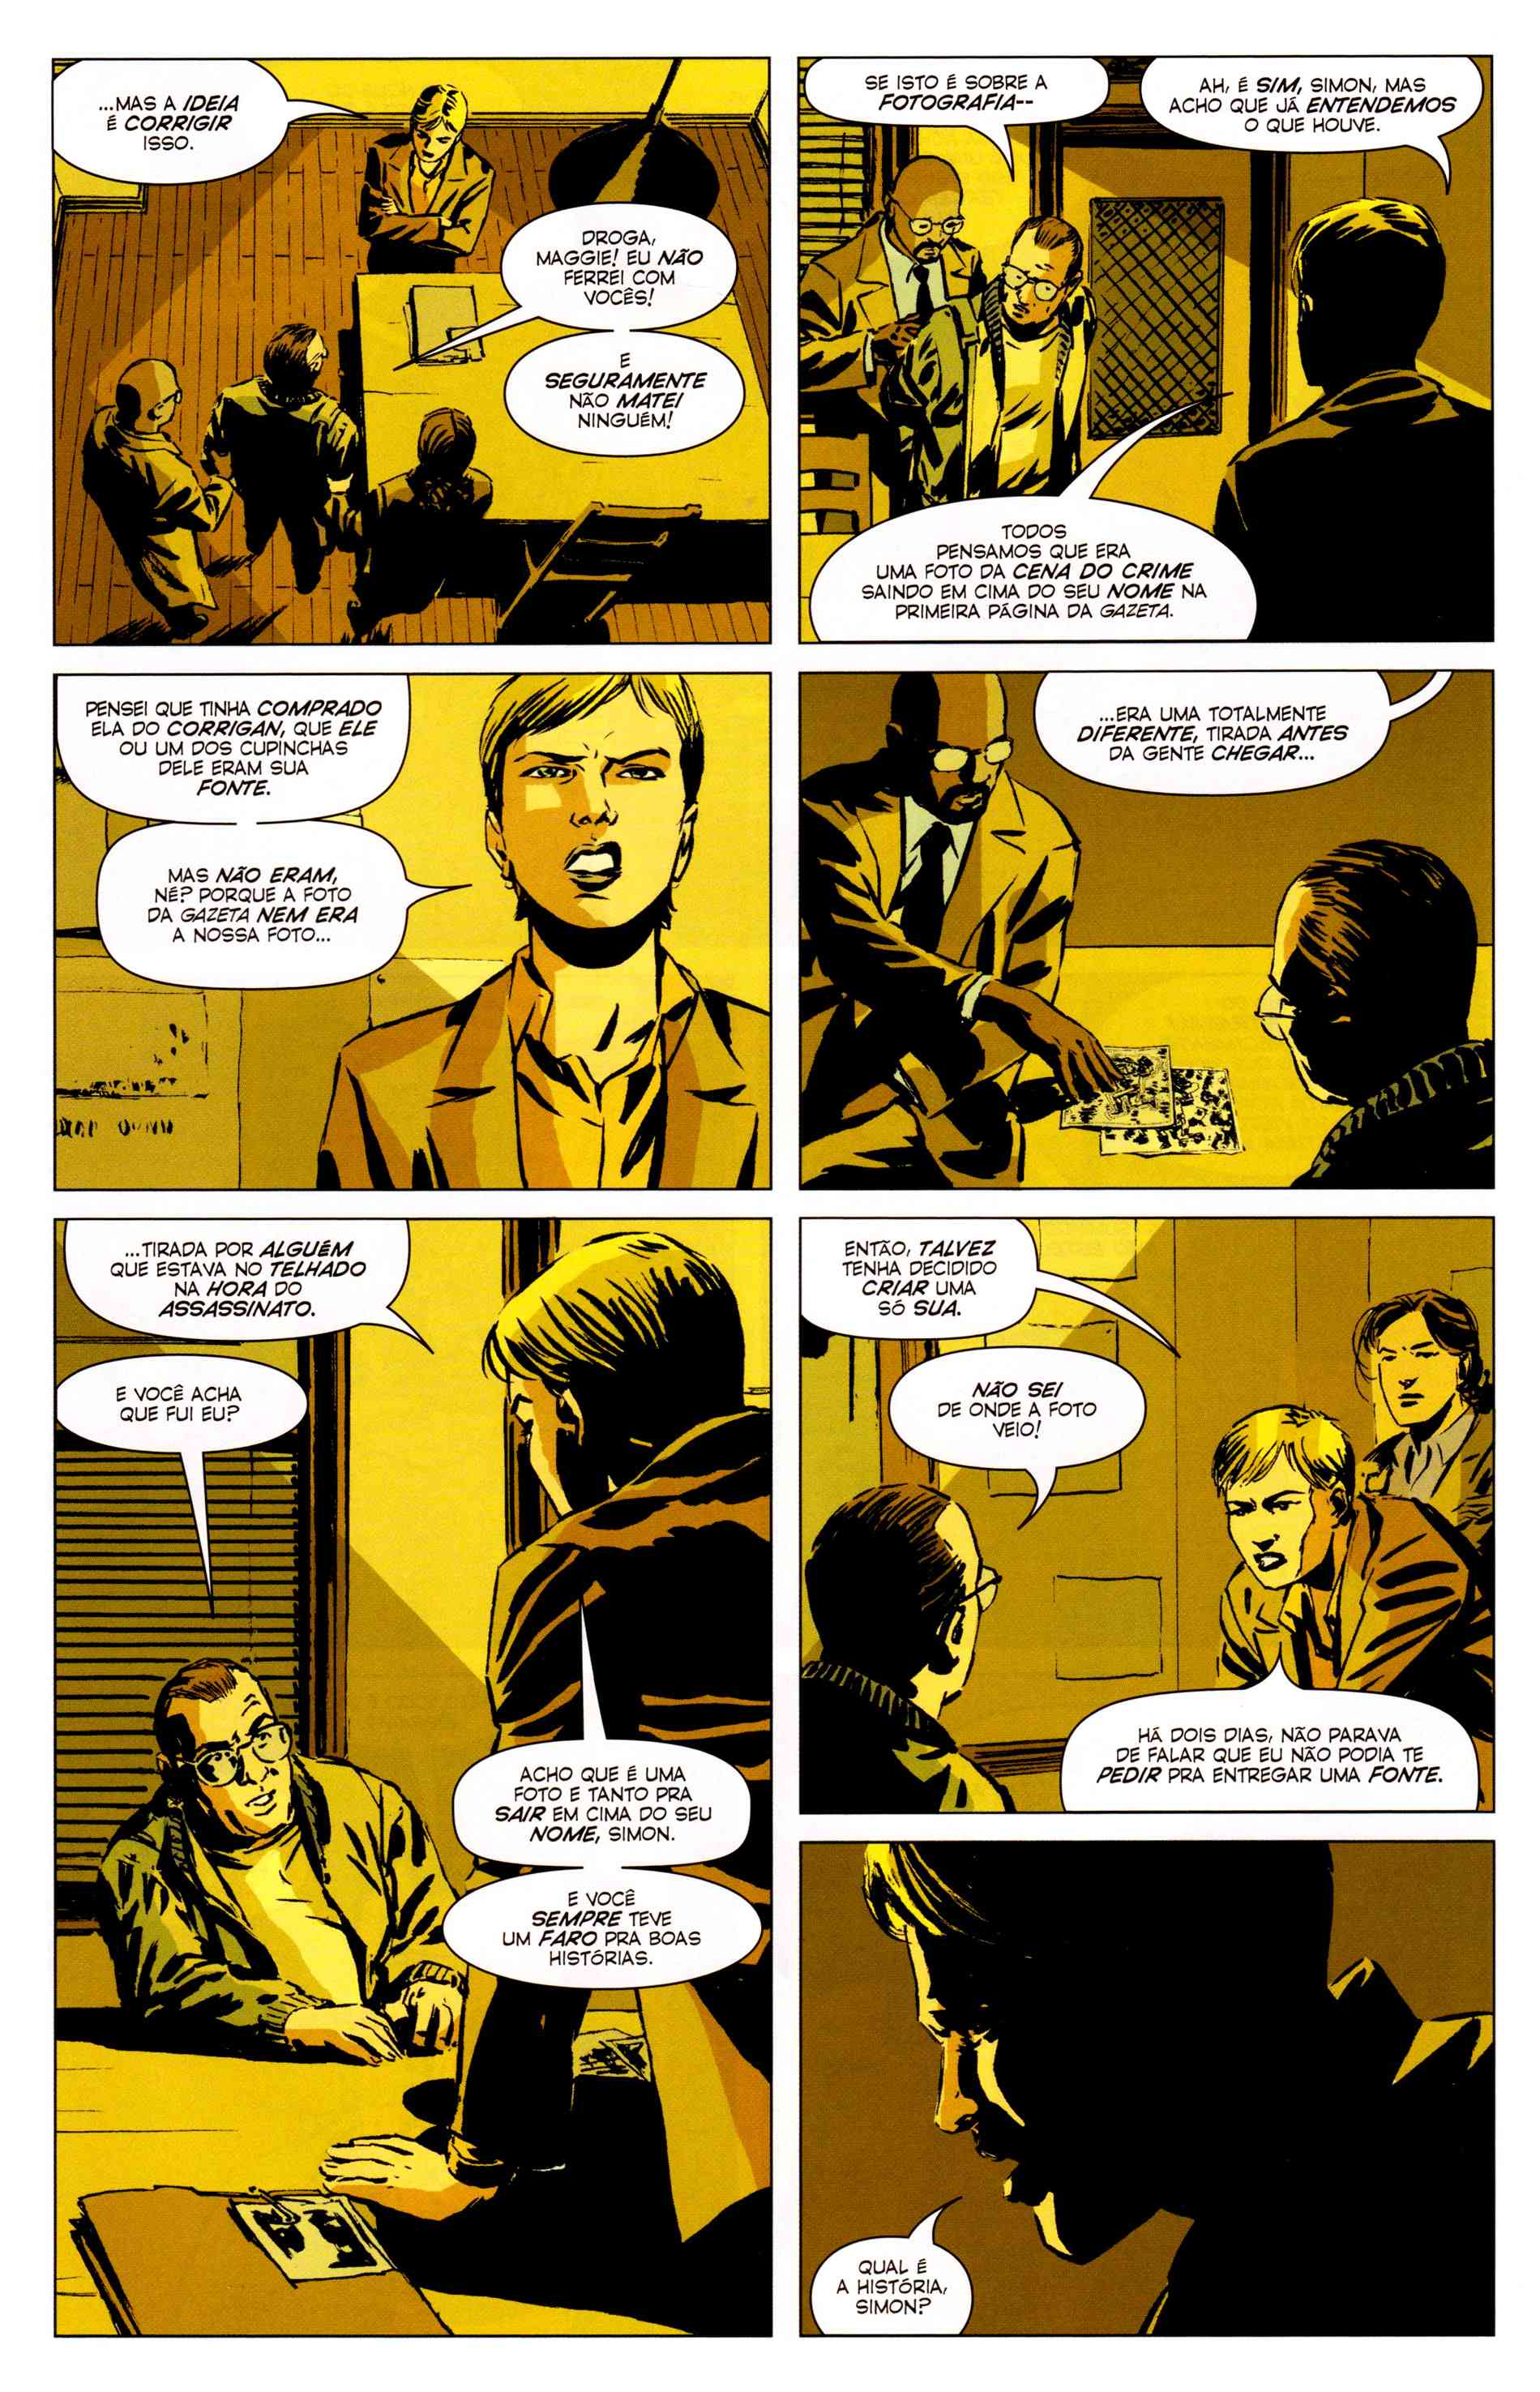 ...MAS A IDEIA
É CORRIGIR
ISSO.
DROGA,
MAGGIE! EU NÃO
FERREI COM
VOCÊS!
E
SEGURAMENTE
NÃO MATEI
NINGUÉM!
SE ISTO É SOBRE A
FOTOGRAFIA--
AH, É SIM, SIMON, MAS
ACHO QUE JÁ ENTENDEMOS
O QUE HOUVE.
TODOS
PENSAMOS QUE ERA
UMA FOTO DA CENA DO CRIME
SAINDO EM CIMA DO SEU NOME NA
PRIMEIRA PÁGINA DA GAZETA.
PENSEI QUE TINHA COMPRADO
ELA DO CORRIGAN, QUE ELE
OU UM DOS CUPINCHAS
DELE ERAM SUA
FONTE.
MAS NÃO ERAM,
NÉ? PORQUE A FOTO
DA GAZETA NEM ERA
A NOSSA FOTO...
...ERA UMA TOTALMENTE
DIFERENTE, TIRADA ANTES
DA GENTE CHEGAR...
...TIRADA POR ALGUÉM
QUE ESTAVA NO TELHADO
NA HORA DO
ASSASSINATO.
E VOCÊ ACHA
QUE FUI EU?
ACHO QUE É UMA
FOTO E TANTO PRA
SAIR EM CIMA DO SEU
NOME, SIMON.
E VOCÊ
SEMPRE TEVE
UM FARO PRA BOAS
HISTÓRIAS.
ENTÃO, TALVEZ
TENHA DECIDIDO
CRIAR UMA
SÓ SUA.
NÃO SEI
DE ONDE A FOTO
VEIO!
HÁ DOIS DIAS, NÃO PARAVA
DE FALAR QUE EU NÃO PODIA TE
PEDIR PRA ENTREGAR UMA FONTE.
QUAL É
A HISTÓRIA,
SIMON?